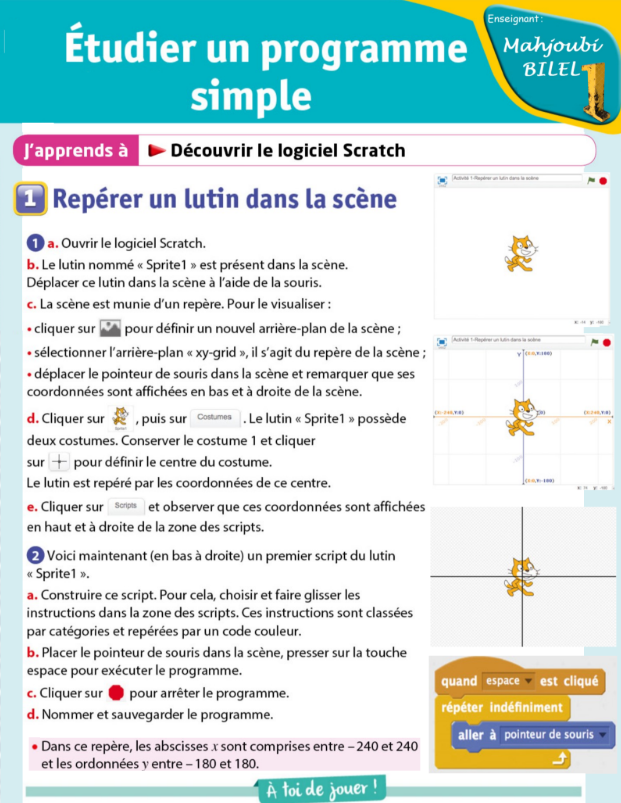 Enseignant :
Mahjoubi
BILEL
1
Étudier un programme
simple
J'apprends à
Découvrir le logiciel Scratch
1 Repérer un lutin dans la scène
1 a. Ouvrir le logiciel Scratch.
b. Le lutin nommé « Sprite1 » est présent dans la scène.
Déplacer ce lutin dans la scène à l'aide de la souris.
c. La scène est munie d'un repère. Pour le visualiser :
• cliquer sur pour définir un nouvel arrière-plan de la scène ;
• sélectionner l'arrière-plan « xy-grid », il s'agit du repère de la scène ;
• déplacer le pointeur de souris dans la scène et remarquer que ses
coordonnées sont affichées en bas et à droite de la scène.
d. Cliquer sur , puis sur Costumes . Le lutin « Sprite1 » possède
deux costumes. Conserver le costume 1 et cliquer
sur pour définir le centre du costume.
Le lutin est repéré par les coordonnées de ce centre.
e. Cliquer sur Scripts et observer que ces coordonnées sont affichées
en haut et à droite de la zone des scripts.
2 Voici maintenant (en bas à droite) un premier script du lutin
« Sprite1 ».
a. Construire ce script. Pour cela, choisir et faire glisser les
instructions dans la zone des scripts. Ces instructions sont classées
par catégories et repérées par un code couleur.
b. Placer le pointeur de souris dans la scène, presser sur la touche
espace pour exécuter le programme.
c. Cliquer sur pour arrêter le programme.
d. Nommer et sauvegarder le programme.
• Dans ce repère, les abscisses x sont comprises entre – 240 et 240
et les ordonnées y entre – 180 et 180.
Activité 1-Repérer un lutin dans la scène
Activité 1-Repérer un lutin dans la scène
Y
(X:0,Y:180)
(X:-240,Y:0)
(X:240,Y:0)
X
(X:0,Y:-180)
quand espace est cliqué
répéter indéfiniment
aller à pointeur de souris
À toi de jouer !